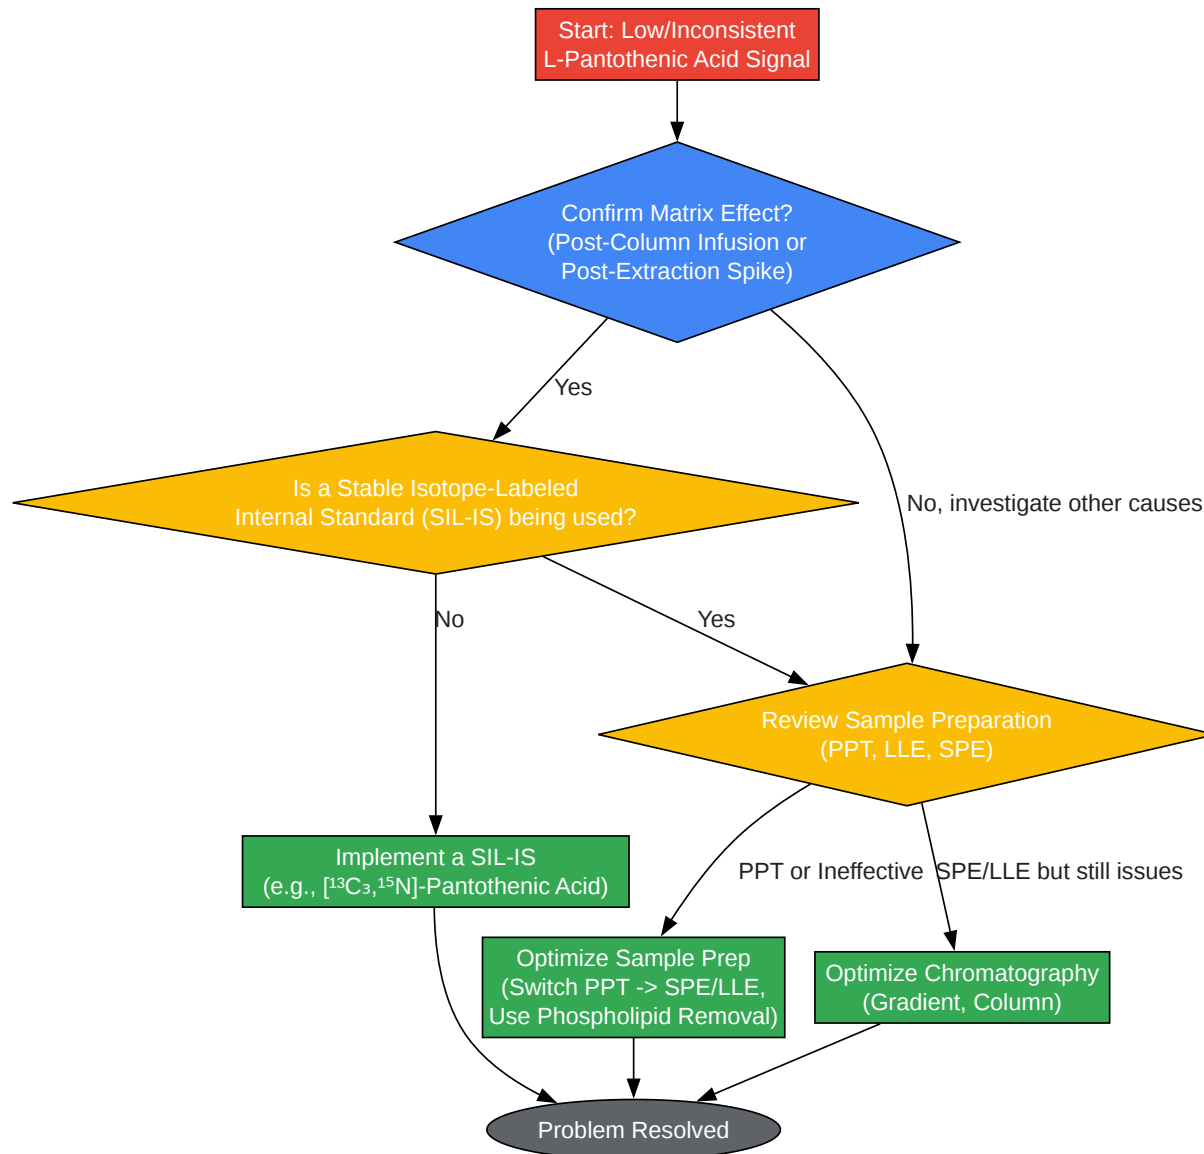 Start: Low/Inconsistent
L-Pantothenic Acid Signal
Confirm Matrix Effect?
(Post-Column Infusion or
Post-Extraction Spike)
Yes
No, investigate other causes
Is a Stable Isotope-Labeled
Internal Standard (SIL-IS) being used?
No
Yes
Review Sample Preparation
(PPT, LLE, SPE)
Implement a SIL-IS
(e.g., [¹³C₃,¹⁵N]-Pantothenic Acid)
PPT or Ineffective
SPE/LLE but still issues
Optimize Sample Prep
(Switch PPT -> SPE/LLE,
Use Phospholipid Removal)
Optimize Chromatography
(Gradient, Column)
Problem Resolved